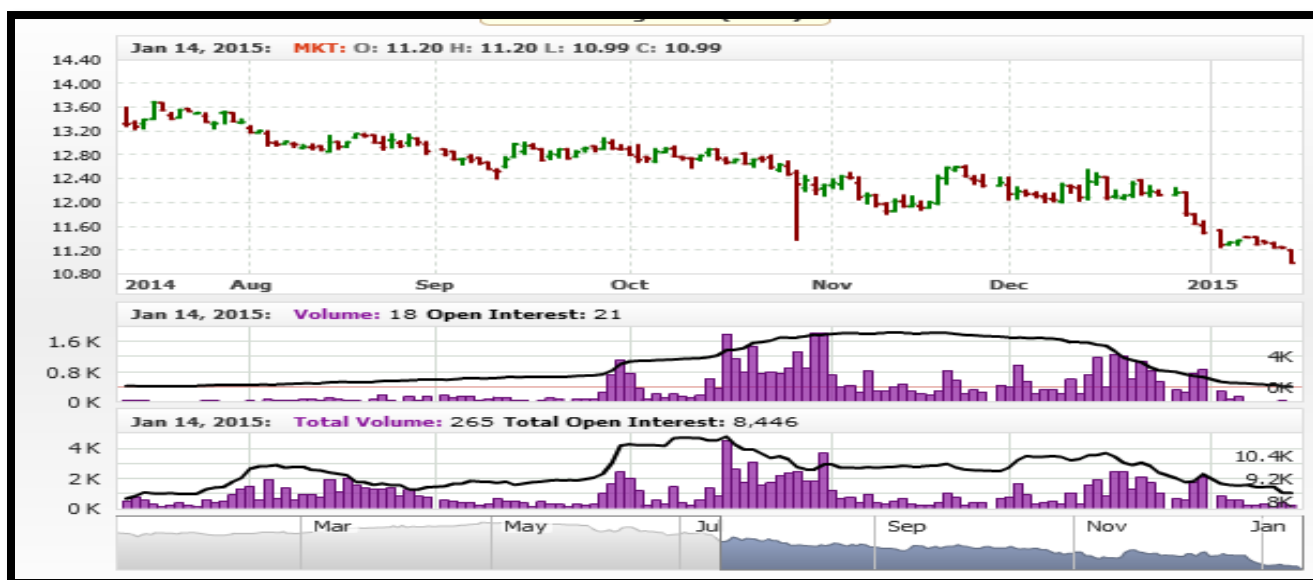 Jan 14, 2015: MKT: O: 11.20 H: 11.20 L: 10.99 C: 10.99
14.40
14.00
13.60
13.20
12.80
12.40
12.00
11.60
11.20
10.80
2014 Aug Sep Oct Nov Dec 2015
Jan 14, 2015: Volume: 18 Open Interest: 21
1.6 K
0.8 K
0 K
4K
0K
Jan 14, 2015: Total Volume: 265 Total Open Interest: 8,446
4 K
2 K
0 K
10.4K
9.2K
8K
Mar May Ju Sep Nov Jan